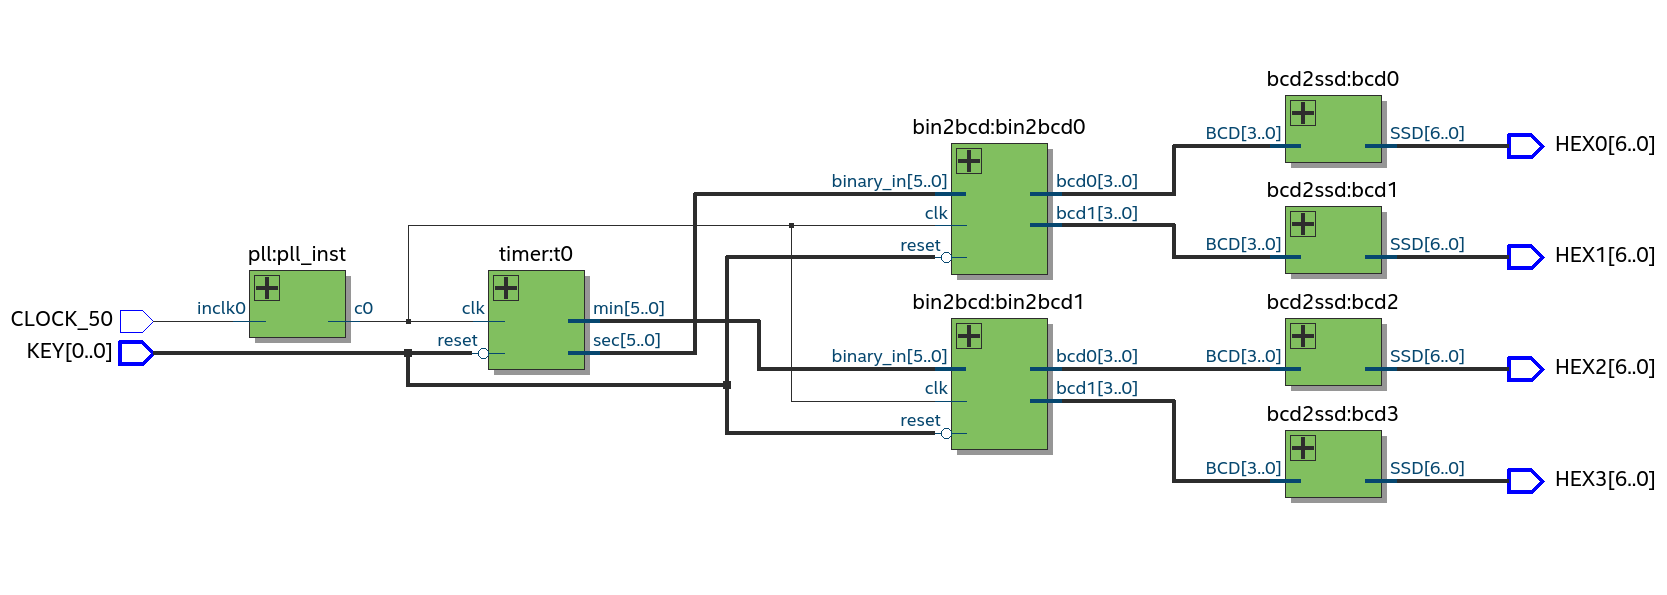 bcd2ssd:bcd0
BCD[3..0]
SSD[6..0]
HEX0[6..0]
bin2bcd:bin2bcd0
binary_in[5..0]
clk
reset
bcd0[3..0]
bcd1[3..0]
bcd2ssd:bcd1
BCD[3..0]
SSD[6..0]
HEX1[6..0]
pll:pll_inst
CLOCK_50
inclk0
c0
KEY[0..0]
timer:t0
clk
reset
min[5..0]
sec[5..0]
bin2bcd:bin2bcd1
binary_in[5..0]
clk
reset
bcd0[3..0]
bcd1[3..0]
bcd2ssd:bcd2
BCD[3..0]
SSD[6..0]
HEX2[6..0]
bcd2ssd:bcd3
BCD[3..0]
SSD[6..0]
HEX3[6..0]